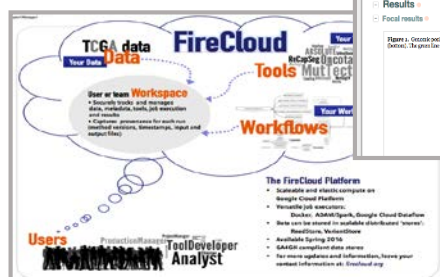 Results
Focal results
TCGA data
FireCloud
Your Data
Data
Tools
ReCapSeg
MutTect
User or team Workspace
• Securely tracks and manages
data, metadata, tools, job execution
and results
• Captures provenance for each run
(method versions, timestamps, input and
output files)
Workflows
The FireCloud Platform
• Scaleable and elastic compute on
Google Cloud Platform
• Versatile job executors:
Docker, ADAM/Spark, Google Cloud Dataflow
• Data can be stored in scalable distributed 'stores':
ReadStore, VariantStore
• Available Spring 2016
• GA4GH compliant data stores
• For more updates and information, leave your
contact information at: firecloud.org
Users
ProductionManager
ProjectManager
ToolDeveloper
Analyst